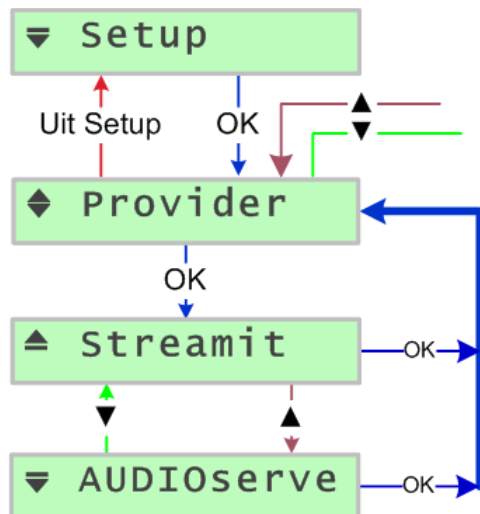 Setup
Uit Setup OK
Provider
OK
Streamit
OK
AUDIOserve
OK